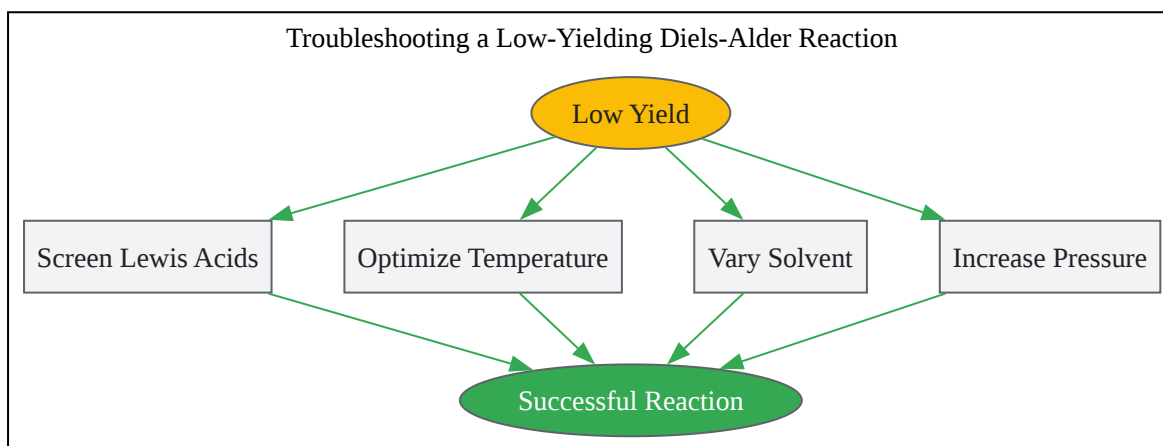 Troubleshooting a Low-Yielding Diels-Alder Reaction
Low Yield
Screen Lewis Acids
Optimize Temperature
Vary Solvent
Increase Pressure
Successful Reaction